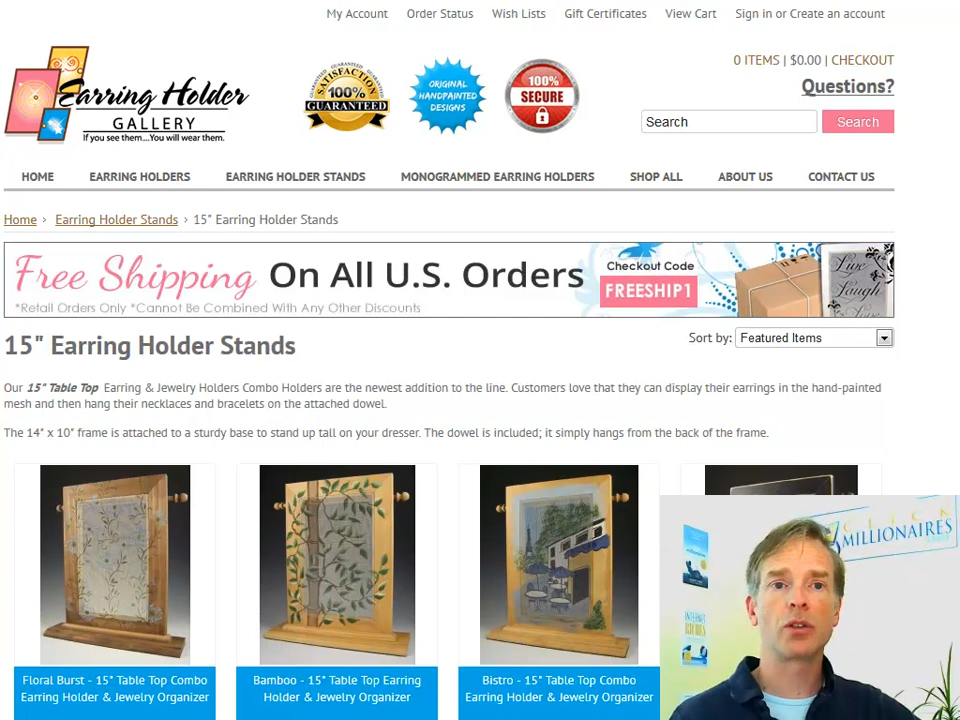 My Account Order Status Wish Lists Gift Certificates View Cart Sign in or Create an account
Earring Holder
GALLERY
If you see them....You will wear them.
SATISFACTION
100%
GUARANTEED
ORIGINAL
HANDPAINTED
DESIGNS
100%
SECURE
0 ITEMS | $0.00 | CHECKOUT
Questions?
Search Search
HOME EARRING HOLDERS EARRING HOLDER STANDS MONOGRAMMED EARRING HOLDERS SHOP ALL ABOUT US CONTACT US
Home › Earring Holder Stands › 15" Earring Holder Stands
Free Shipping On All U.S. Orders
*Retail Orders Only *Cannot Be Combined With Any Other Discounts
Checkout Code
FREESHIP1
Live
Laugh
15" Earring Holder Stands
Sort by: Featured Items
Our 15" Table Top Earring & Jewelry Holders Combo Holders are the newest addition to the line. Customers love that they can display their earrings in the hand-painted
mesh and then hang their necklaces and bracelets on the attached dowel.
The 14" x 10" frame is attached to a sturdy base to stand up tall on your dresser. The dowel is included; it simply hangs from the back of the frame.
Floral Burst - 15" Table Top Combo
Earring Holder & Jewelry Organizer
Bamboo - 15" Table Top Earring
Holder & Jewelry Organizer
Bistro - 15" Table Top Combo
Earring Holder & Jewelry Organizer
CLICK
MILLIONAIRES
INTERNET
RICHES